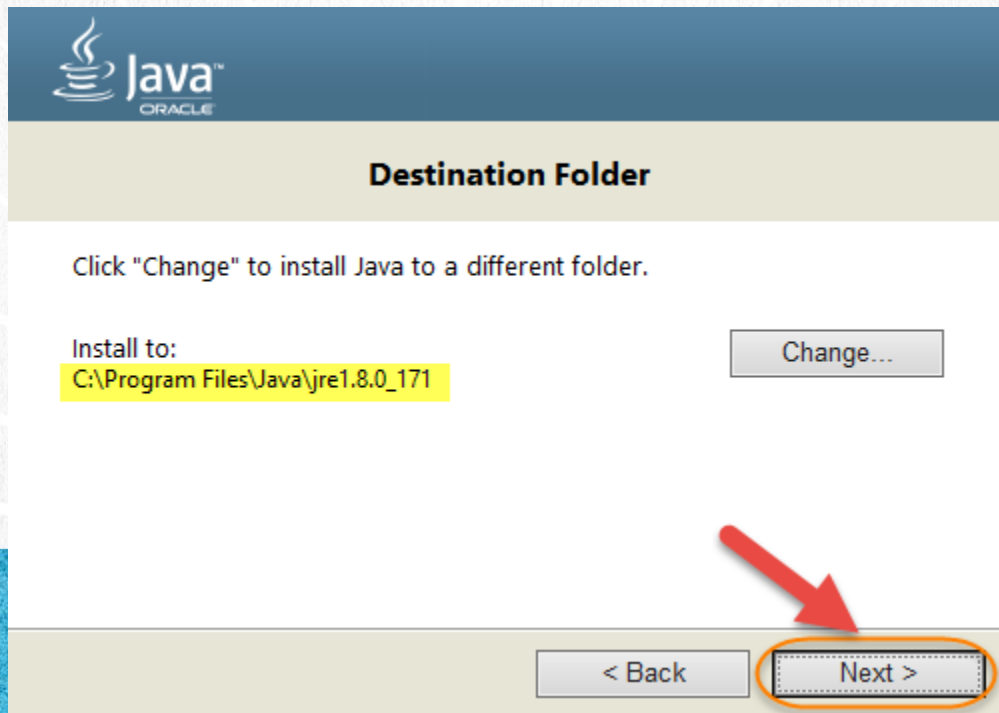 Java™
ORACLE
Destination Folder
Click "Change" to install Java to a different folder.
Install to:
Change...
C:\Program Files\Java\jre1.8.0_171
< Back
Next >